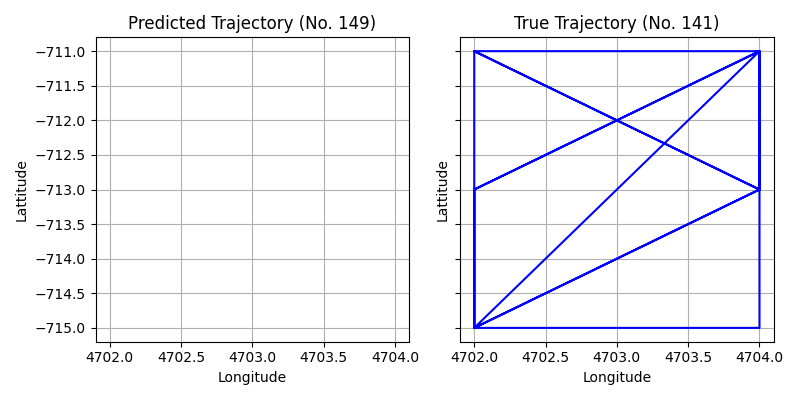 Predicted Trajectory (No. 149)
True Trajectory (No. 141)
Lattitude
−711.0
−711.5
−712.0
−712.5
−713.0
−713.5
−714.0
−714.5
−715.0
4702.0 4702.5 4703.0 4703.5 4704.0
Longitude
Lattitude
4702.0 4702.5 4703.0 4703.5 4704.0
Longitude